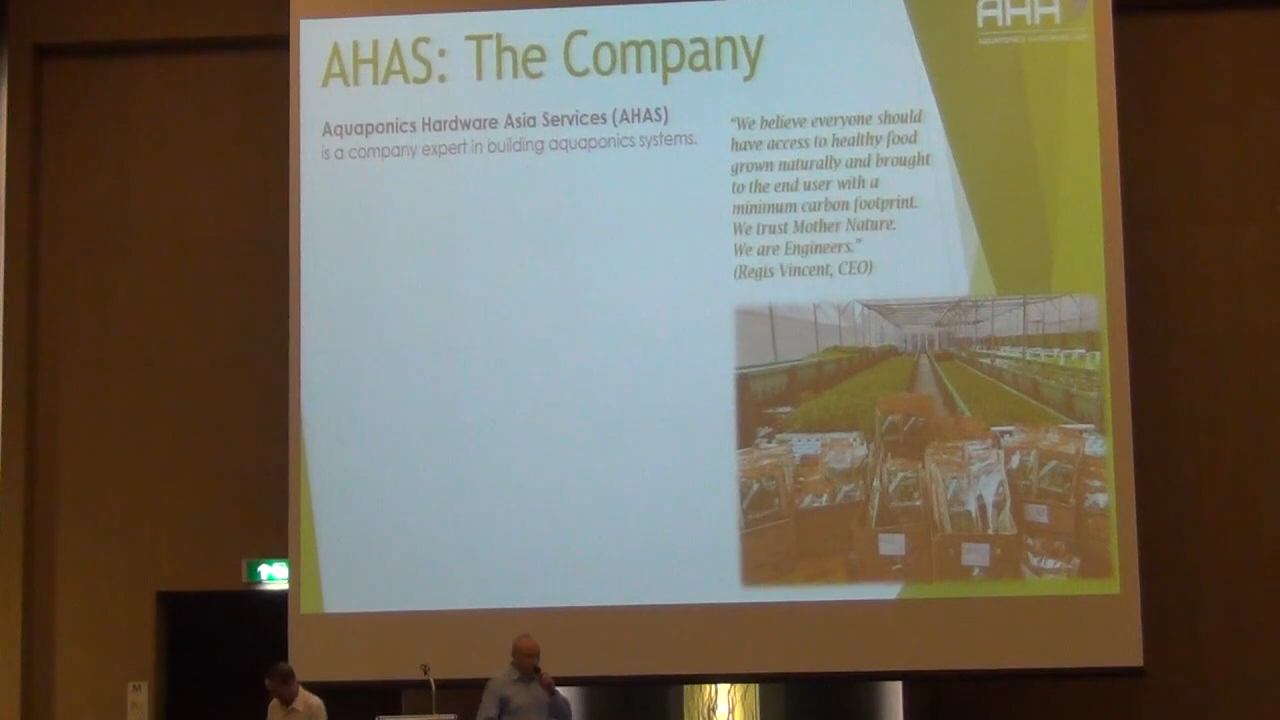 AHAS: The Company
AHH
Aquaponics Hardware Asia Services (AHAS)
is a company expert in building aquaponics systems.
“We believe everyone should
have access to healthy food
grown naturally and brought
to the end user with a
minimum carbon footprint.
We trust Mother Nature.
We are Engineers.”
(Regis Vincent, CEO)
M